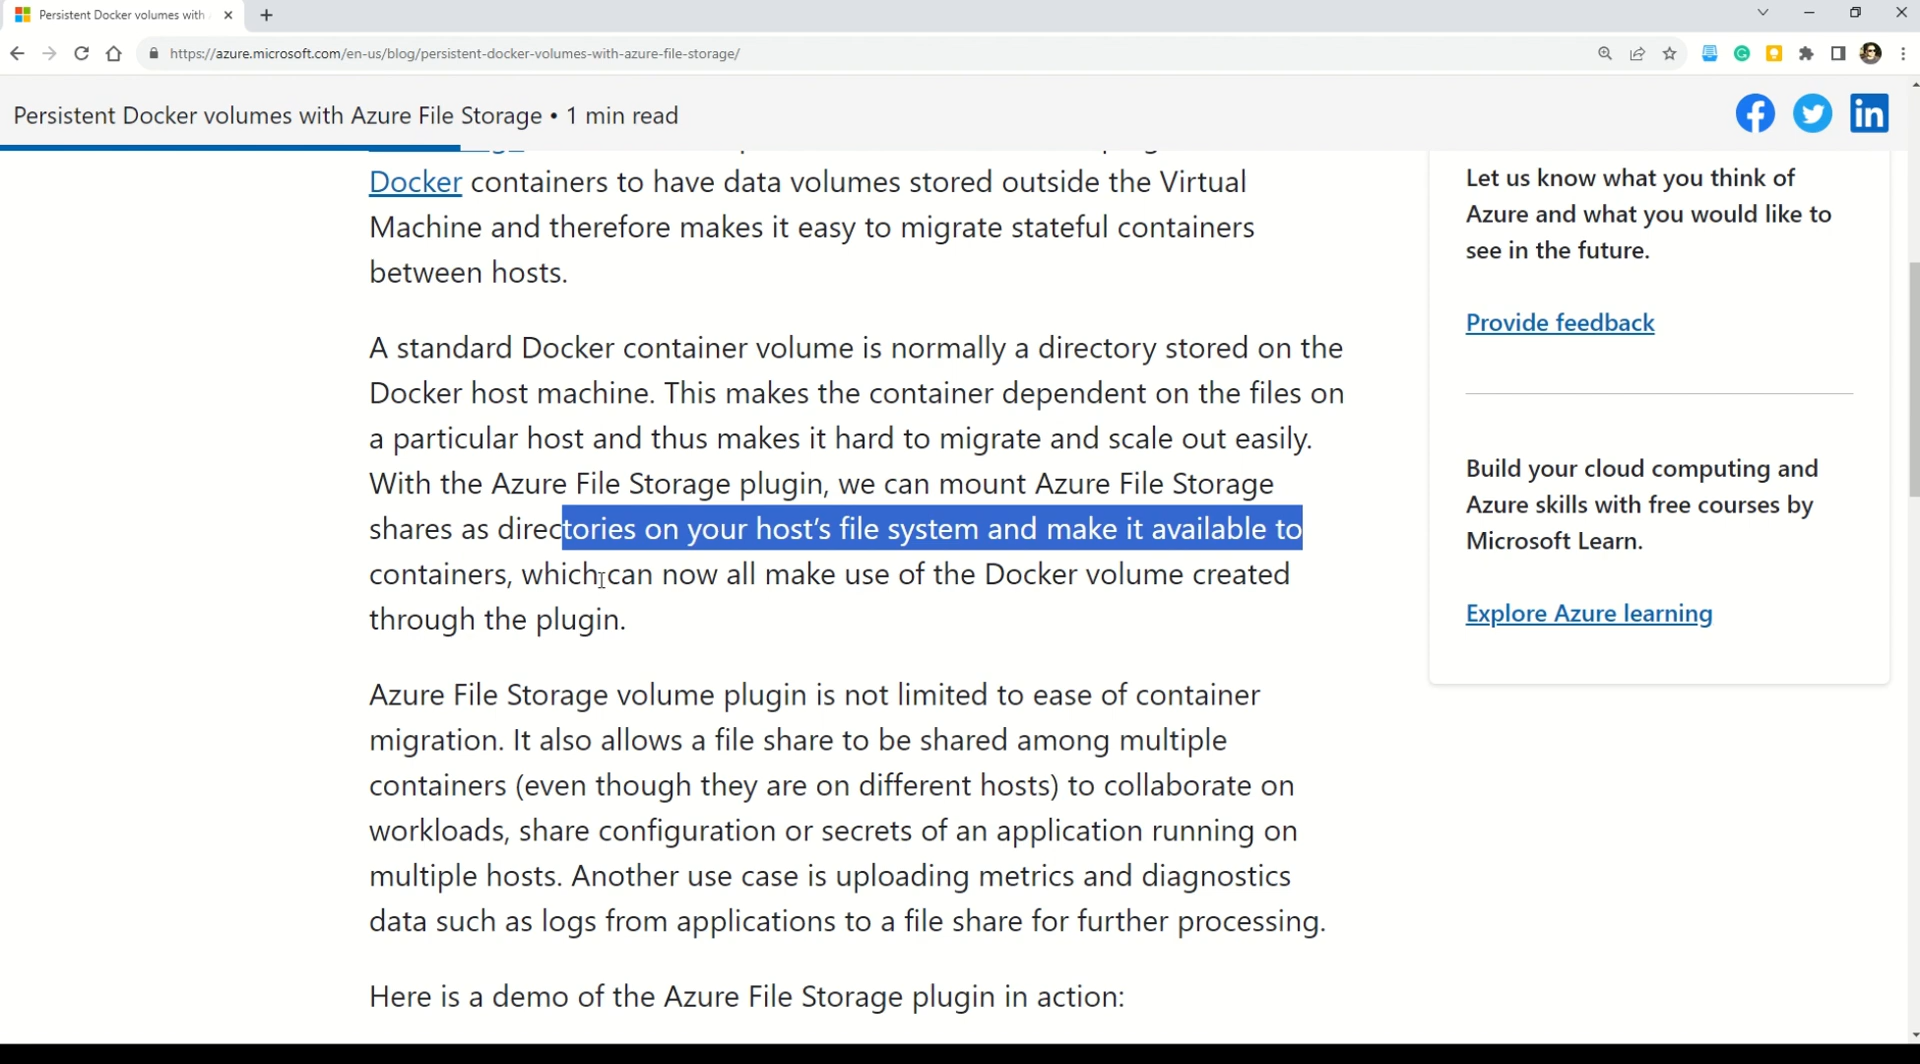 Persistent Docker volumes with
https://azure.microsoft.com/en-us/blog/persistent-docker-volumes-with-azure-file-storage/
Persistent Docker volumes with Azure File Storage • 1 min read
Docker containers to have data volumes stored outside the Virtual
Machine and therefore makes it easy to migrate stateful containers
between hosts.
A standard Docker container volume is normally a directory stored on the
Docker host machine. This makes the container dependent on the files on
a particular host and thus makes it hard to migrate and scale out easily.
With the Azure File Storage plugin, we can mount Azure File Storage
shares as directories on your host’s file system and make it available to
containers, which can now all make use of the Docker volume created
through the plugin.
Azure File Storage volume plugin is not limited to ease of container
migration. It also allows a file share to be shared among multiple
containers (even though they are on different hosts) to collaborate on
workloads, share configuration or secrets of an application running on
multiple hosts. Another use case is uploading metrics and diagnostics
data such as logs from applications to a file share for further processing.
Here is a demo of the Azure File Storage plugin in action:
Let us know what you think of
Azure and what you would like to
see in the future.
Provide feedback
Build your cloud computing and
Azure skills with free courses by
Microsoft Learn.
Explore Azure learning